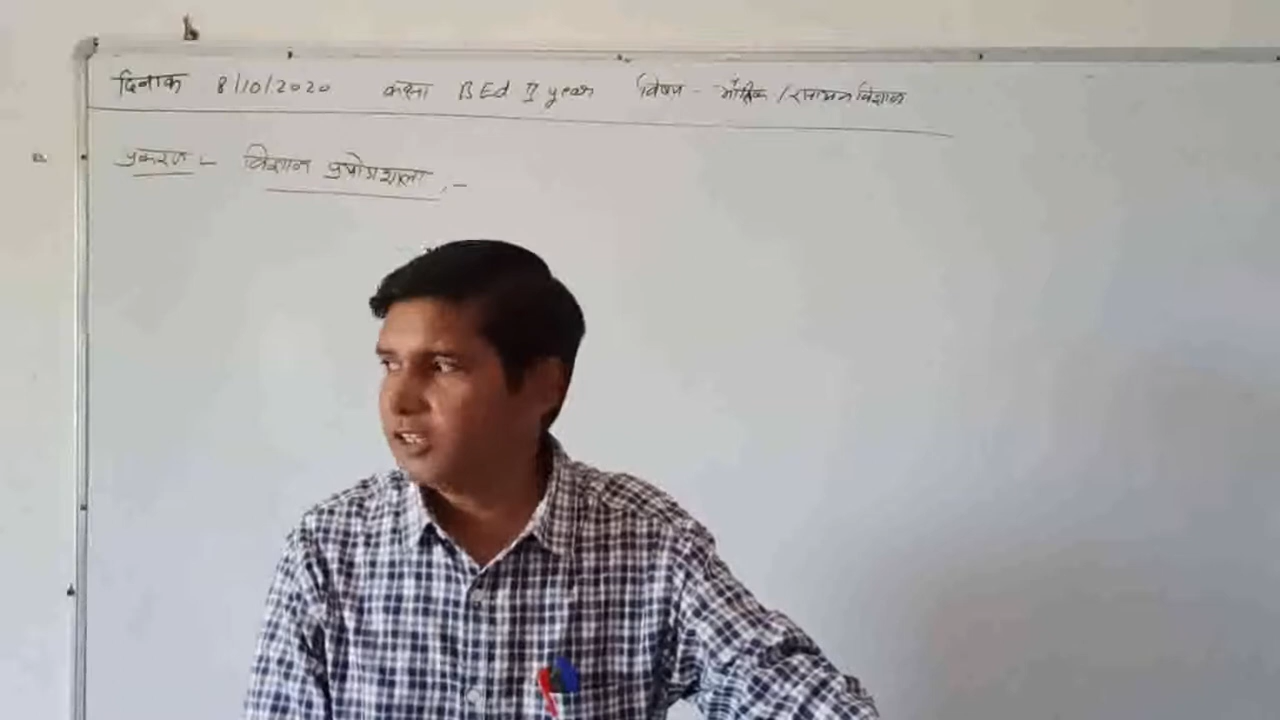 दिनांक 8/10/2020 कक्षा B Ed II year विषय - भौतिक / रसायन विज्ञान
प्रकरण :- विज्ञान प्रयोगशाला :-